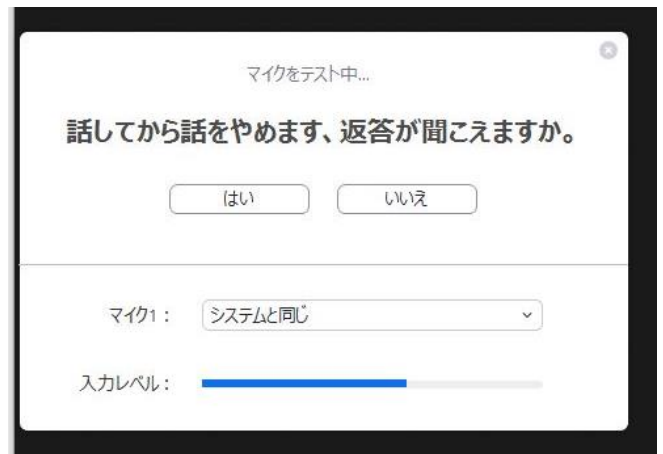 マイクをテスト中...
話してから話をやめます、返答が聞こえますか。
はい
いいえ
マイク1：
システムと同じ
入力レベル：